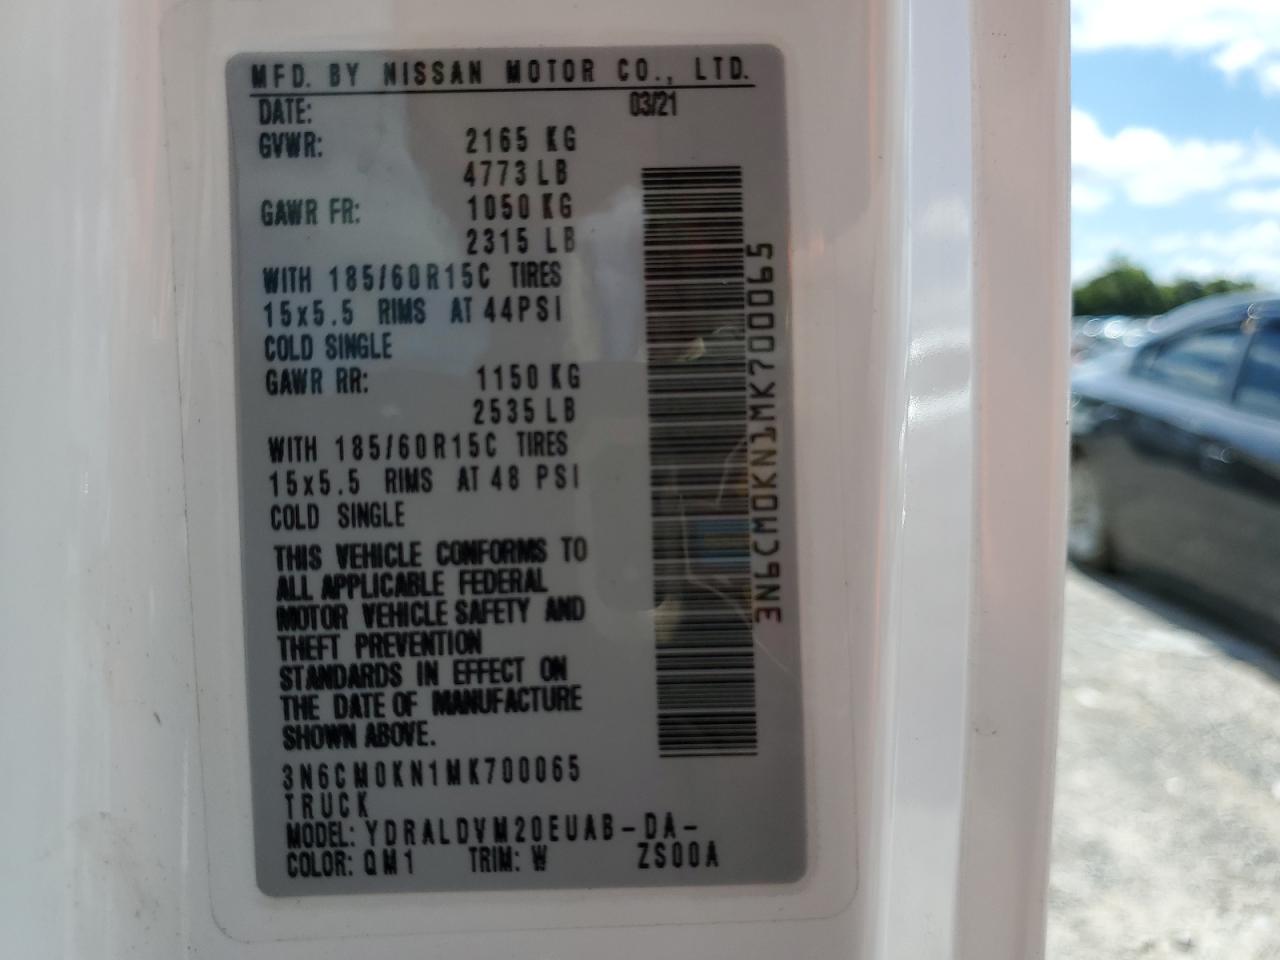 MFD. BY NISSAN MOTOR CO., LTD.
DATE: 03/21
GVWR: 2165 KG
4773 LB
GAWR FR: 1050 KG
2315 LB
WITH 185/60R15C TIRES
15x5.5 RIMS AT 44PSI
COLD SINGLE
GAWR RR: 1150 KG
2535 LB
WITH 185/60R15C TIRES
15x5.5 RIMS AT 48 PSI
COLD SINGLE
THIS VEHICLE CONFORMS TO
ALL APPLICABLE FEDERAL
MOTOR VEHICLE SAFETY AND
THEFT PREVENTION
STANDARDS IN EFFECT ON
THE DATE OF MANUFACTURE
SHOWN ABOVE.
3N6CM0KN1MK700065
TRUCK
MODEL: YDRALDVM20EUAB-DA-
COLOR: QM1 TRIM: W ZS00A
3N6CM0KN1MK700065